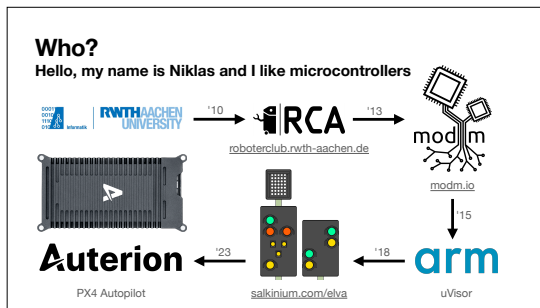 Who?
Hello, my name is Niklas and I like microcontrollers
0001
0010
1110
010
informatik
RWTHAACHEN
UNIVERSITY
'10
RCA
roboterclub.rwth-aachen.de
'13
modm
modm.io
'15
arm
uVisor
'18
salkinium.com/elva
'23
Auterion
PX4 Autopilot